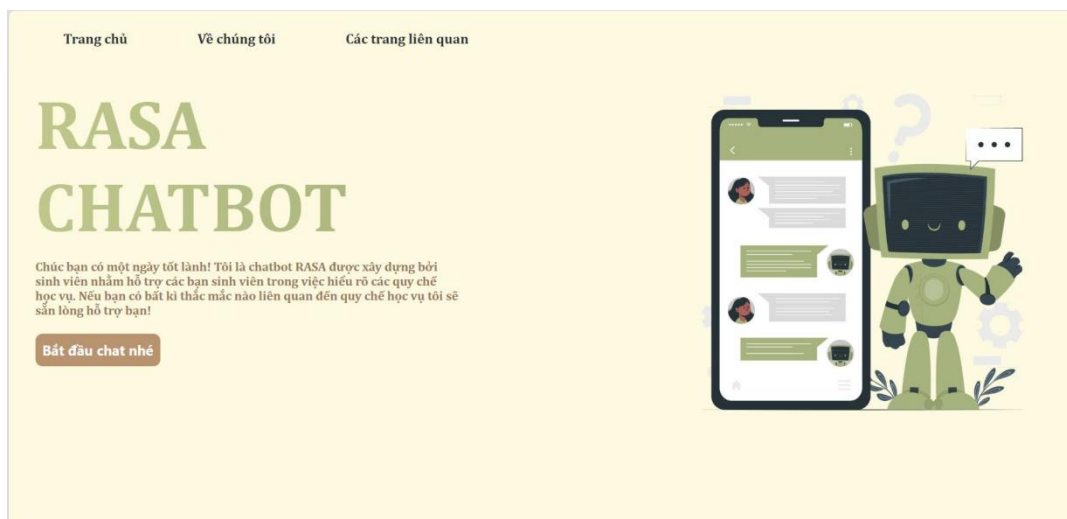 Trang chủ Về chúng tôi Các trang liên quan
RASA
CHATBOT
Chúc bạn có một ngày tốt lành! Tôi là chatbot RASA được xây dựng bởi
sinh viên nhằm hỗ trợ các bạn sinh viên trong việc hiểu rõ các quy chế
học vụ. Nếu bạn có bất kì thắc mắc nào liên quan đến quy chế học vụ tôi sẽ
sẵn lòng hỗ trợ bạn!
Bắt đầu chat nhé